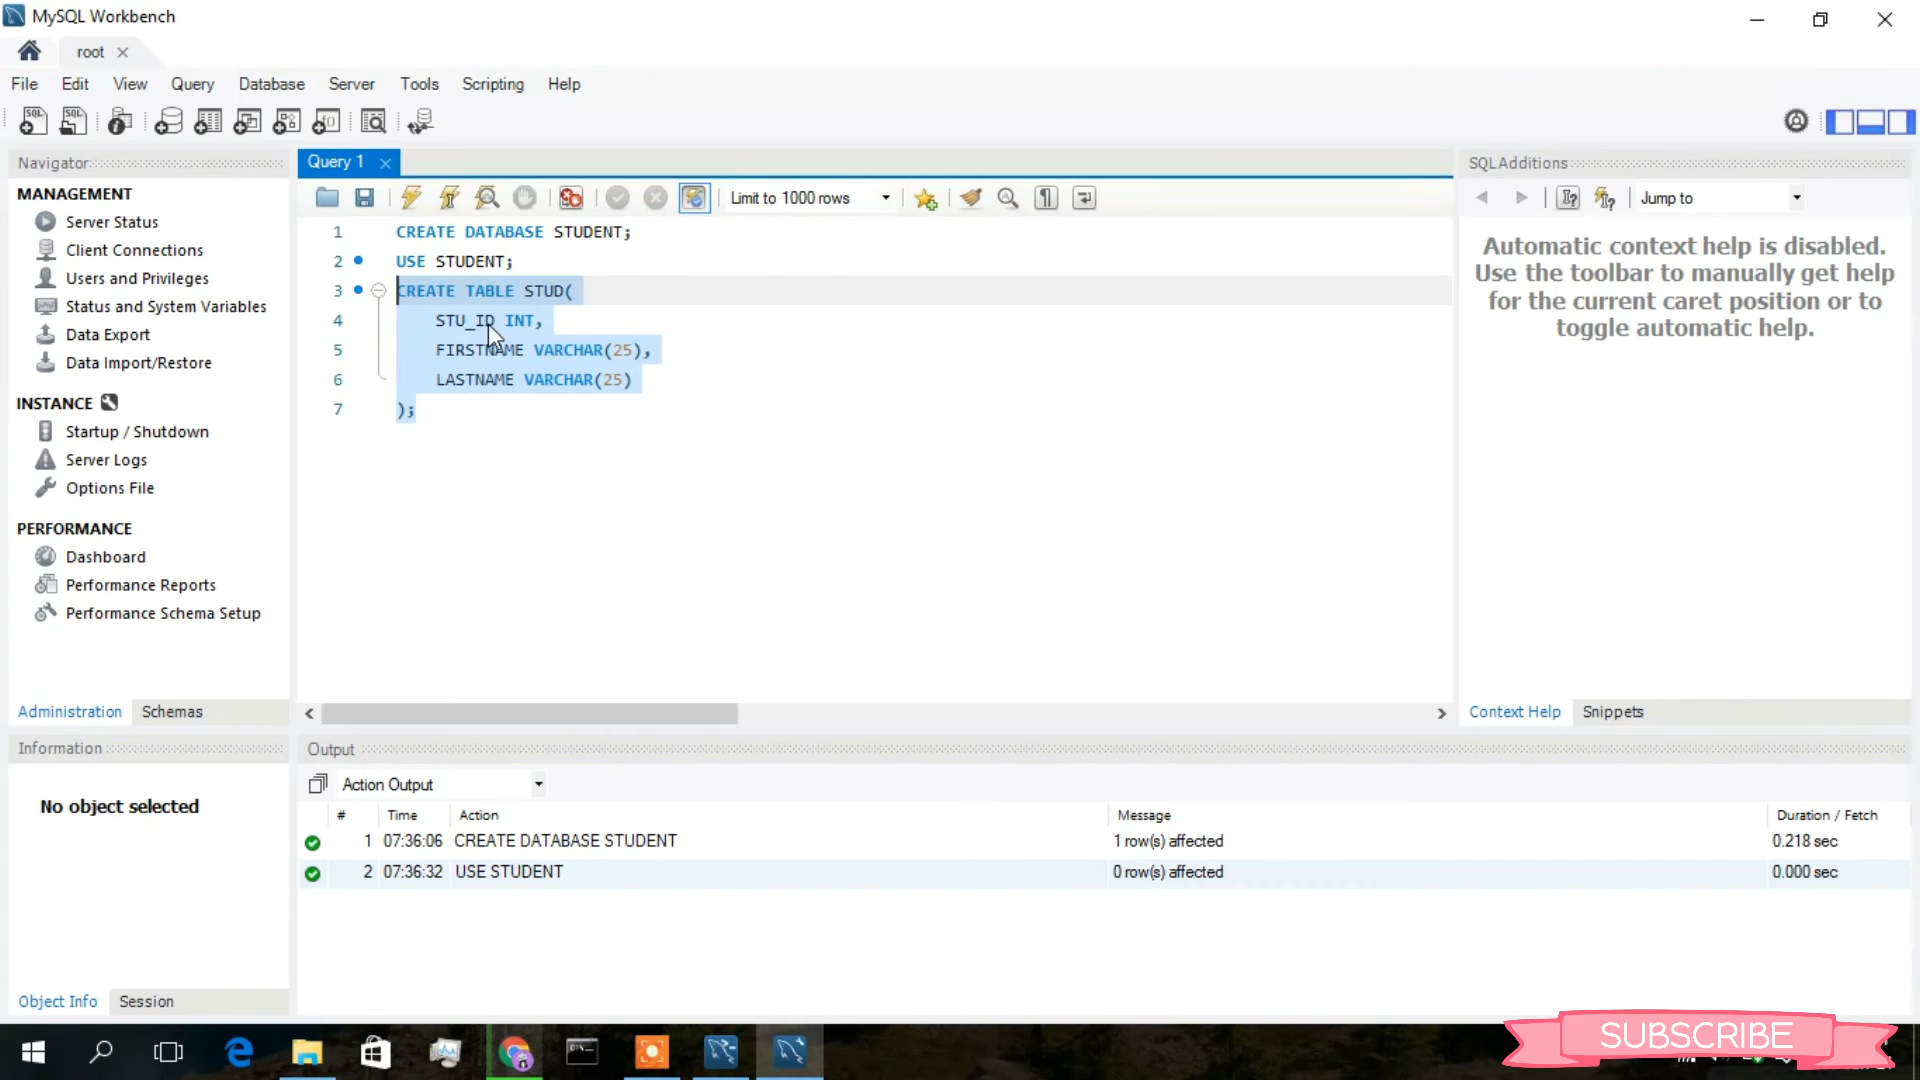 MySQL Workbench
root
File Edit View Query Database Server Tools Scripting Help
Navigator
MANAGEMENT
Server Status
Client Connections
Users and Privileges
Status and System Variables
Data Export
Data Import/Restore
INSTANCE
Startup / Shutdown
Server Logs
Options File
PERFORMANCE
Dashboard
Performance Reports
Performance Schema Setup
Administration Schemas
Query 1
Limit to 1000 rows
1 CREATE DATABASE STUDENT;
2 USE STUDENT;
3 CREATE TABLE STUD(
4 STU_ID INT,
5 FIRSTNAME VARCHAR(25),
6 LASTNAME VARCHAR(25)
7 );
SQLAdditions
Jump to
Automatic context help is disabled.
Use the toolbar to manually get help
for the current caret position or to
toggle automatic help.
Context Help Snippets
Information
No object selected
Object Info Session
Output
Action Output
# Time Action Message Duration / Fetch
1 07:36:06 CREATE DATABASE STUDENT 1 row(s) affected 0.218 sec
2 07:36:32 USE STUDENT 0 row(s) affected 0.000 sec
SUBSCRIBE